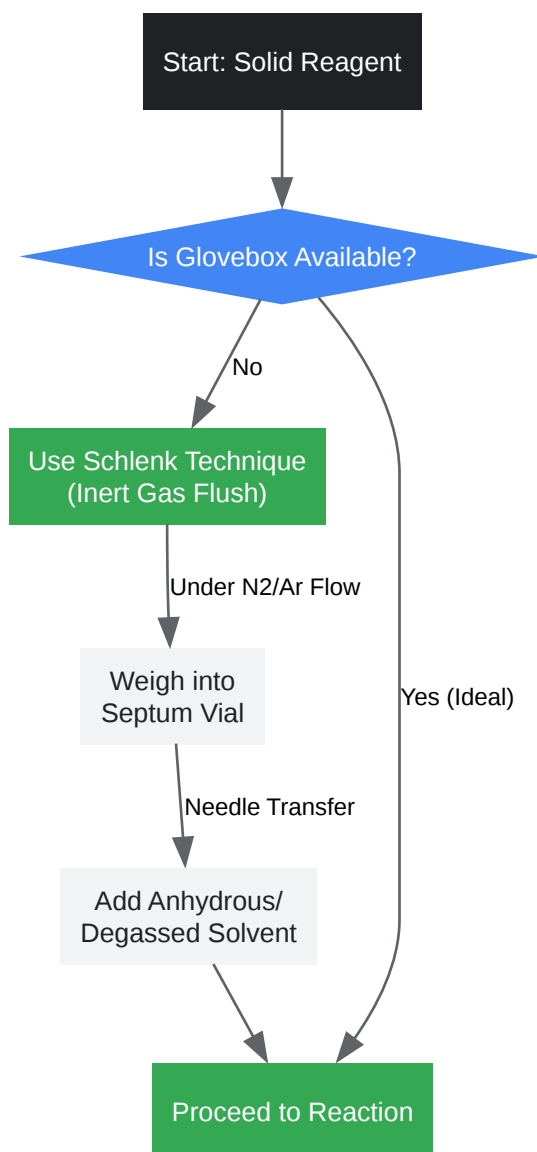 Start: Solid Reagent
Is Glovebox Available?
No
Use Schlenk Technique
(Inert Gas Flush)
Under N2/Ar Flow
Weigh into
Septum Vial
Yes (Ideal)
Needle Transfer
Add Anhydrous/
Degassed Solvent
Proceed to Reaction